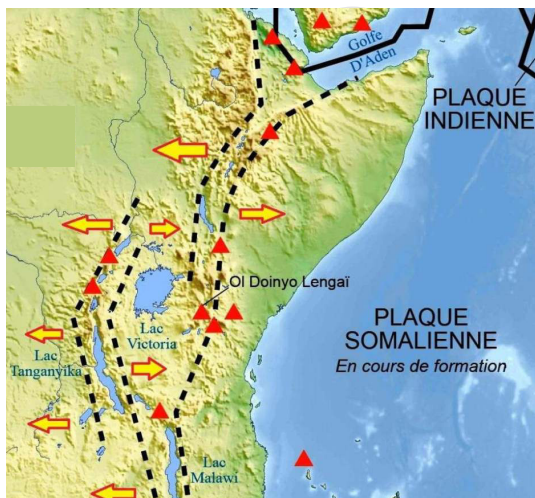 Golfe
D'Aden
PLAQUE
INDIENNE
Ol Doinyo Lengaï
Lac
Victoria
PLAQUE
SOMALIENNE
En cours de formation
Lac
Tanganyika
Lac
Malawi